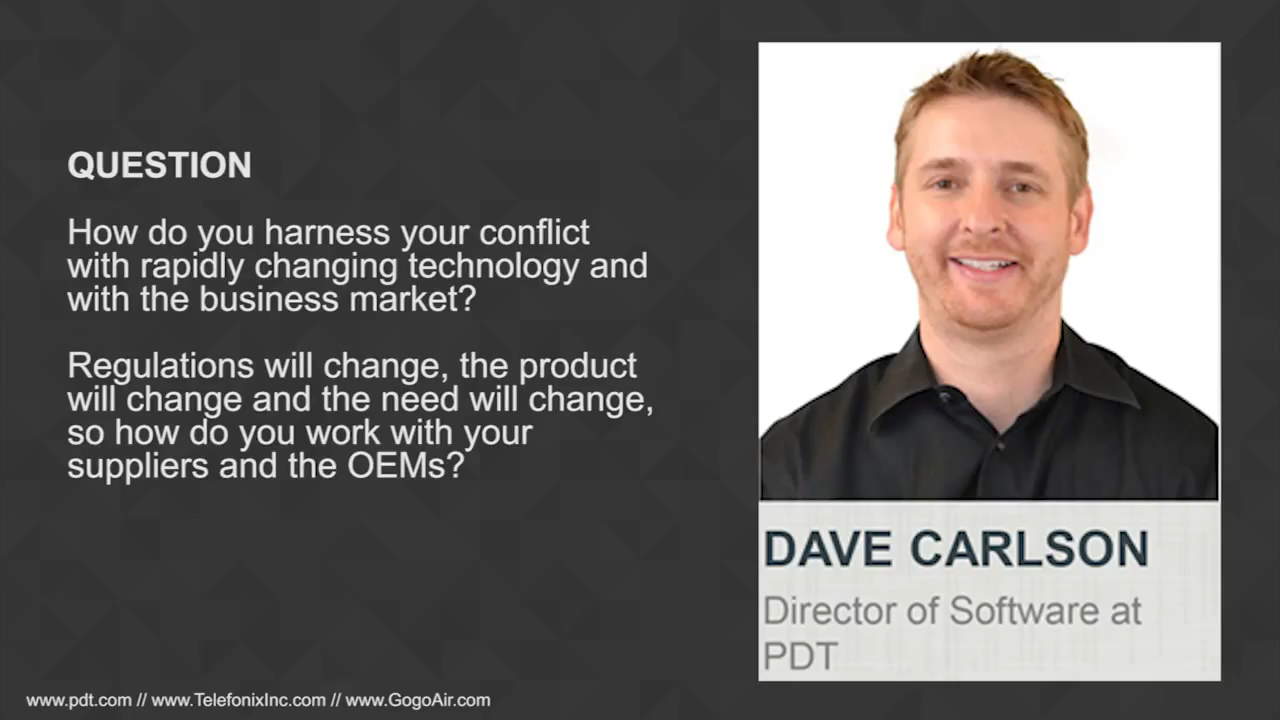 QUESTION
How do you harness your conflict
with rapidly changing technology and
with the business market?
Regulations will change, the product
will change and the need will change,
so how do you work with your
suppliers and the OEMs?
DAVE CARLSON
Director of Software at
PDT
www.pdt.com // www.TelefonixInc.com // www.GogoAir.com